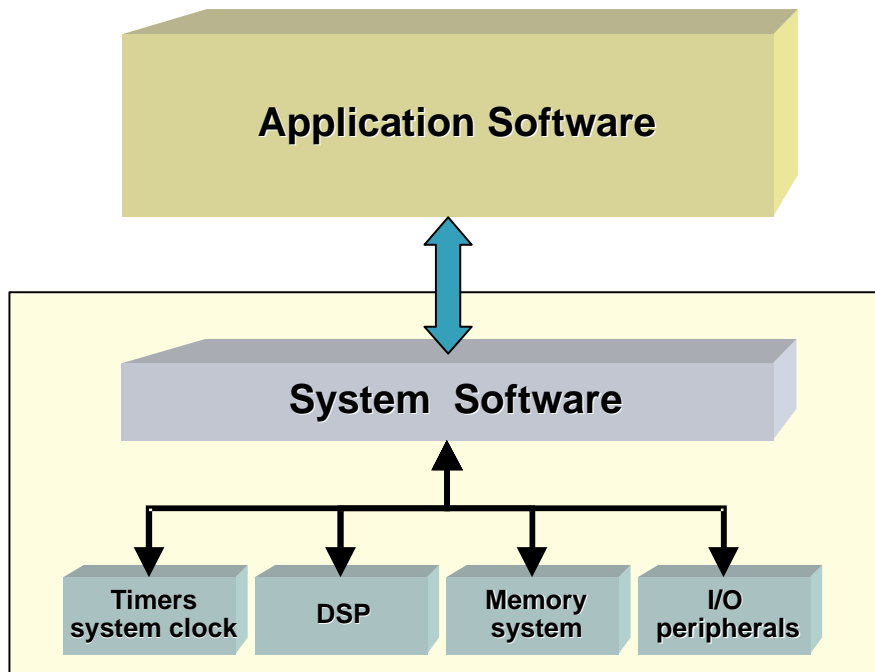 Application Software
System Software
Timers
system clock
DSP
Memory
system
I/O
peripherals